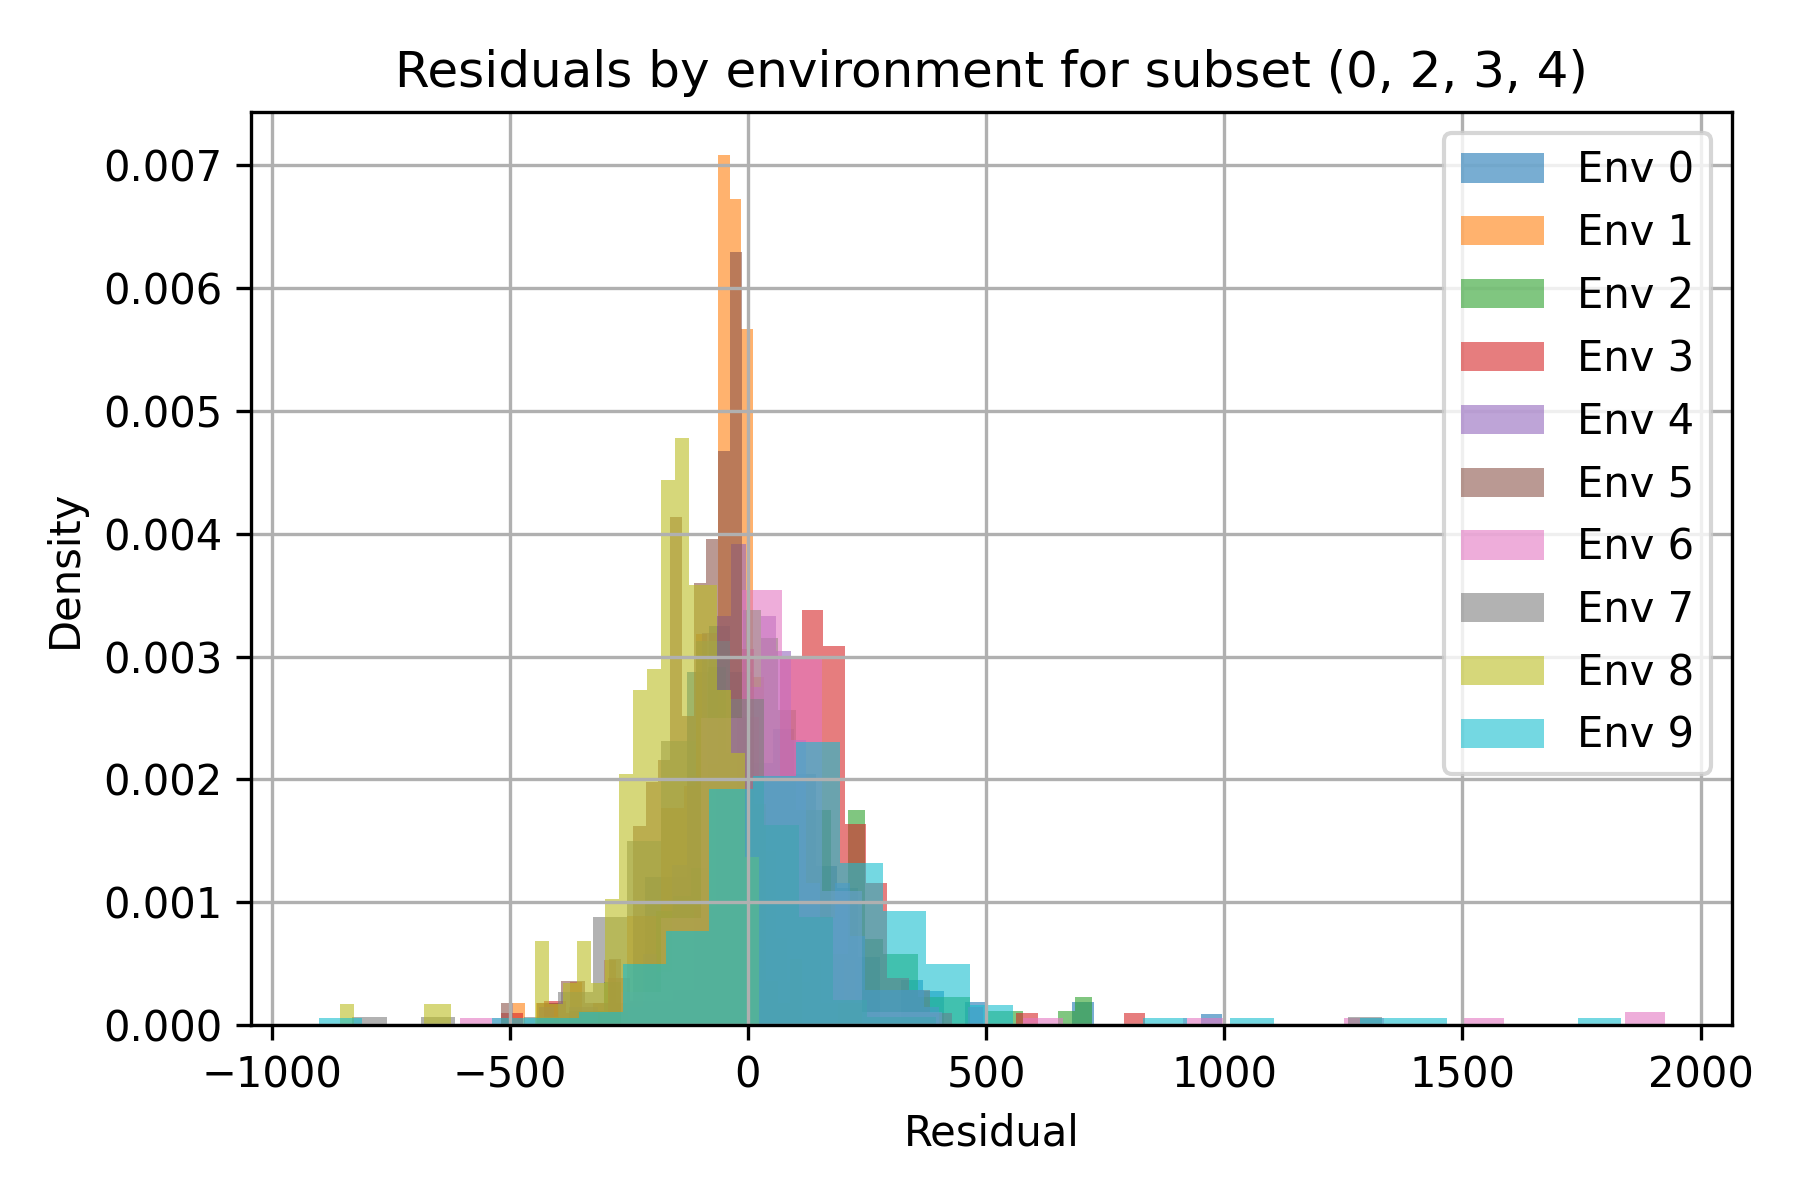 Residuals by environment for subset (0, 2, 3, 4)
0.007
0.006
0.005
0.004
0.003
0.002
0.001
0.000
Density
−1000
−500
0
500
1000
1500
2000
Residual
Env 0
Env 1
Env 2
Env 3
Env 4
Env 5
Env 6
Env 7
Env 8
Env 9